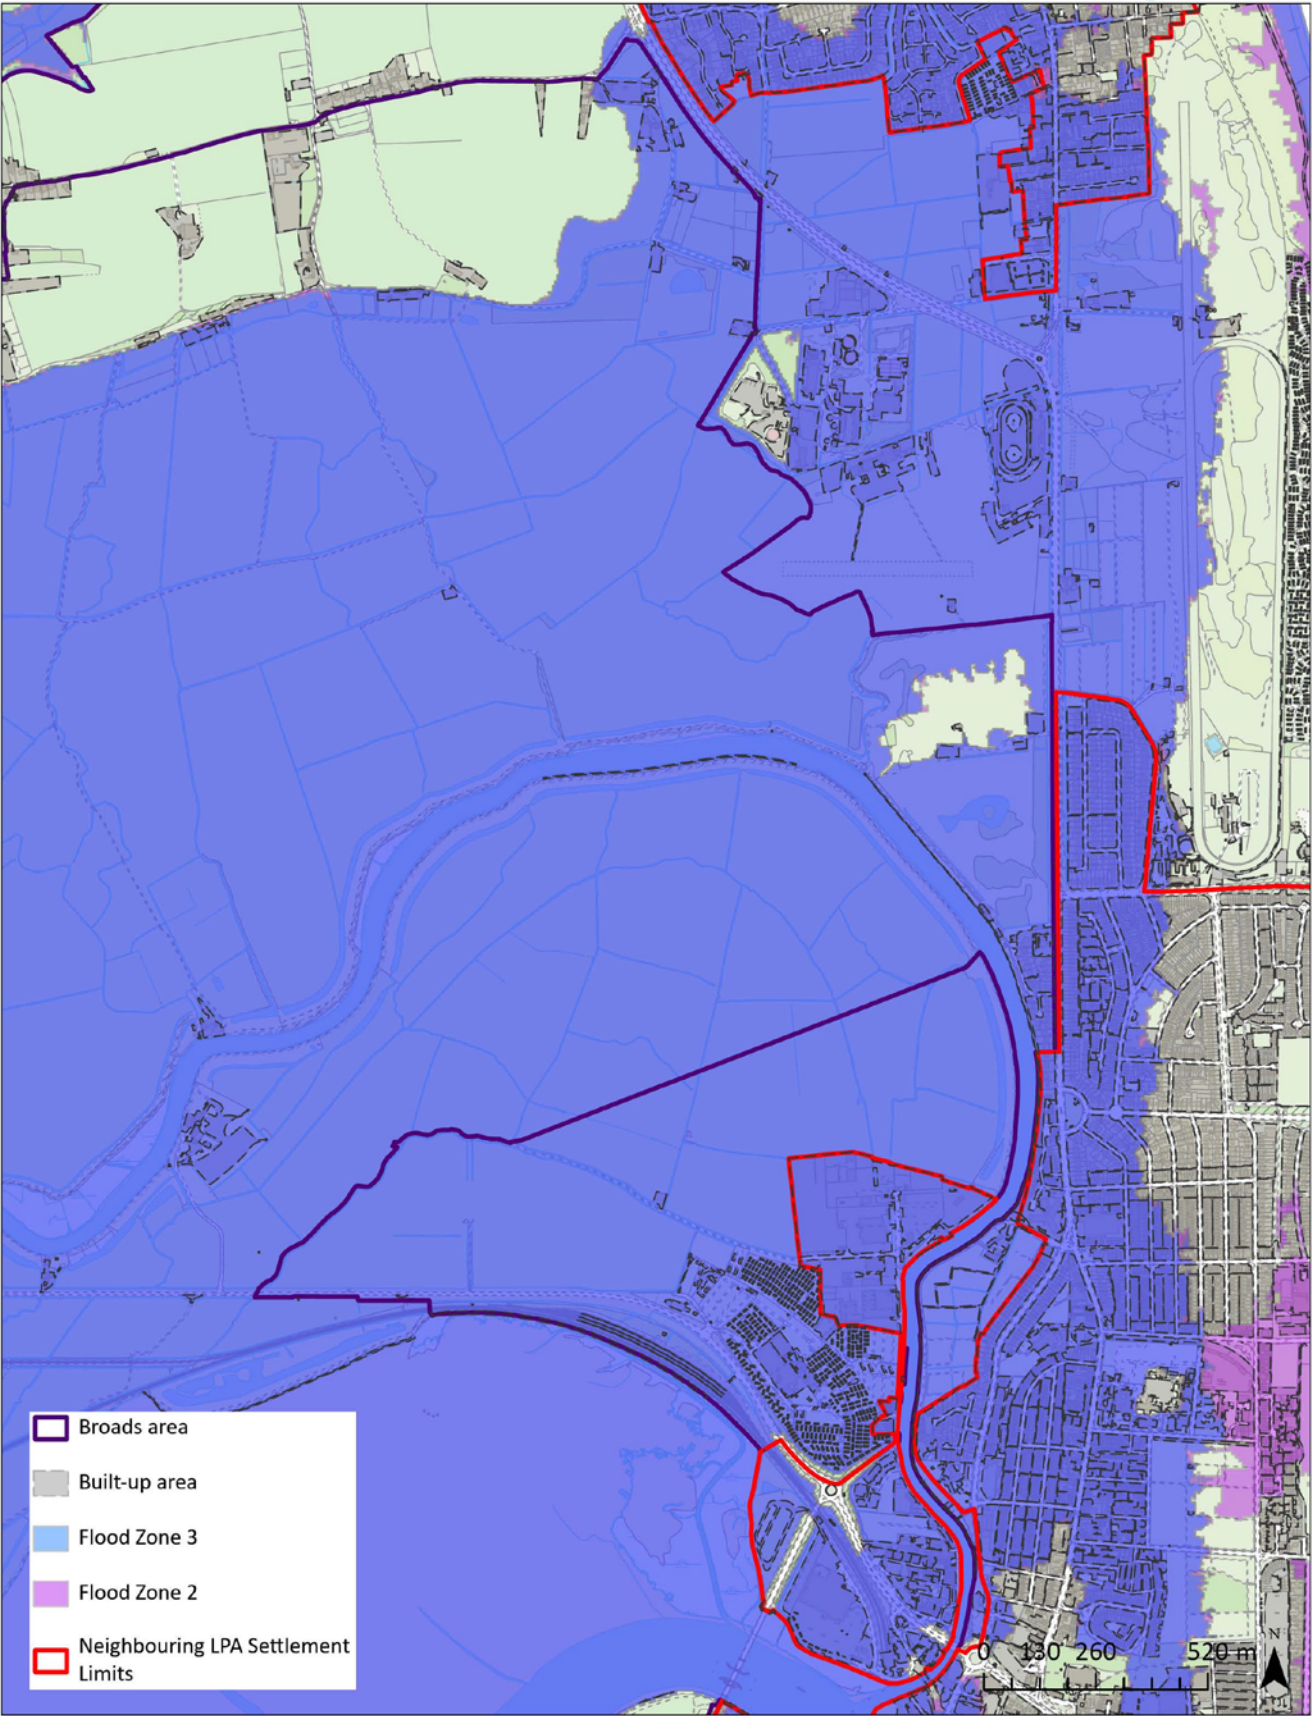 Broads area
Built-up area
Flood Zone 3
Flood Zone 2
Neighbouring LPA Settlement
Limits
0 130 260 520 m
N